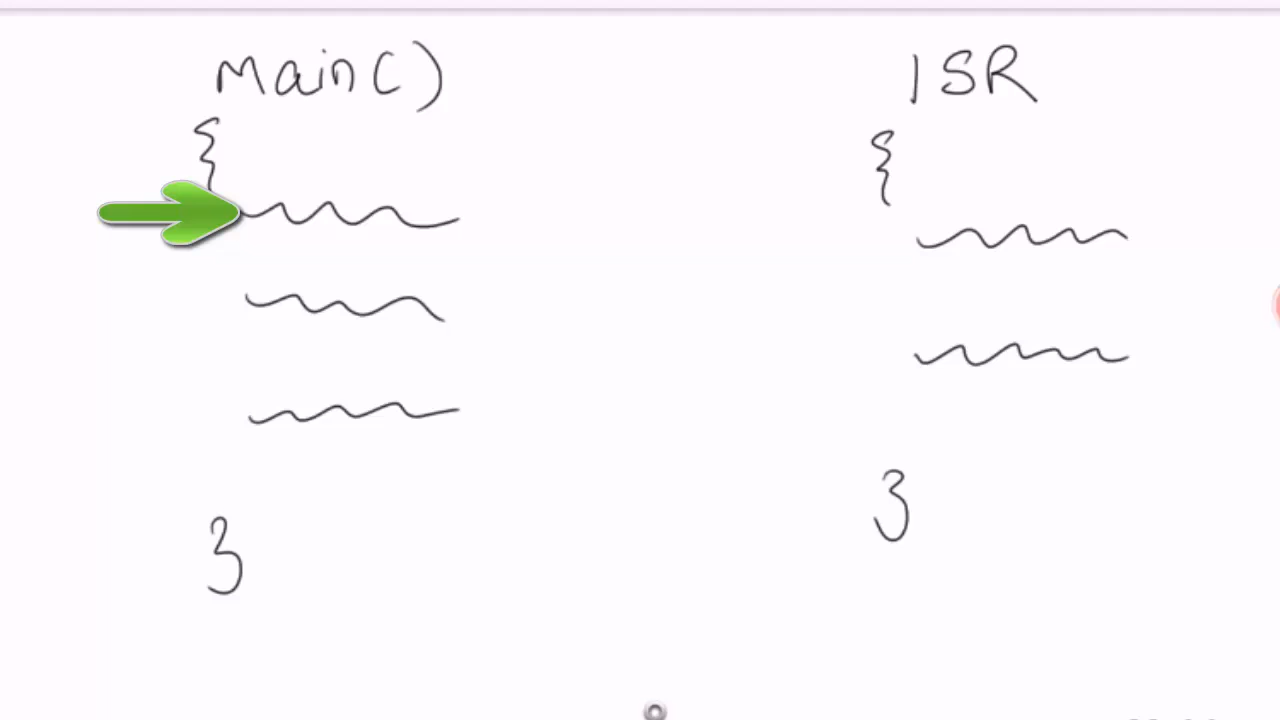 Main()
{
}
ISR
{
}